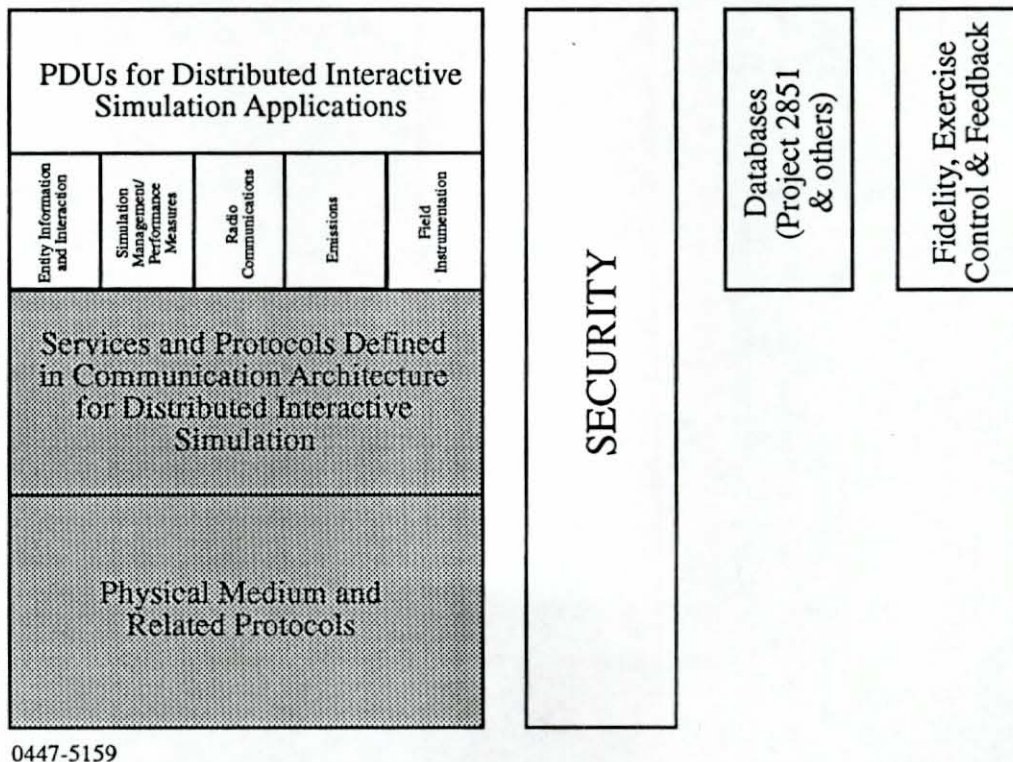 PDUs for Distributed Interactive
Simulation Applications
Entity Information
and Interaction
Simulation
Management/
Performance
Measures
Radio
Communications
Emissions
Field
Instrumentation
Services and Protocols Defined
in Communication Architecture
for Distributed Interactive
Simulation
Physical Medium and
Related Protocols
SECURITY
Databases
(Project 2851
& others)
Fidelity, Exercise
Control & Feedback
0447-5159